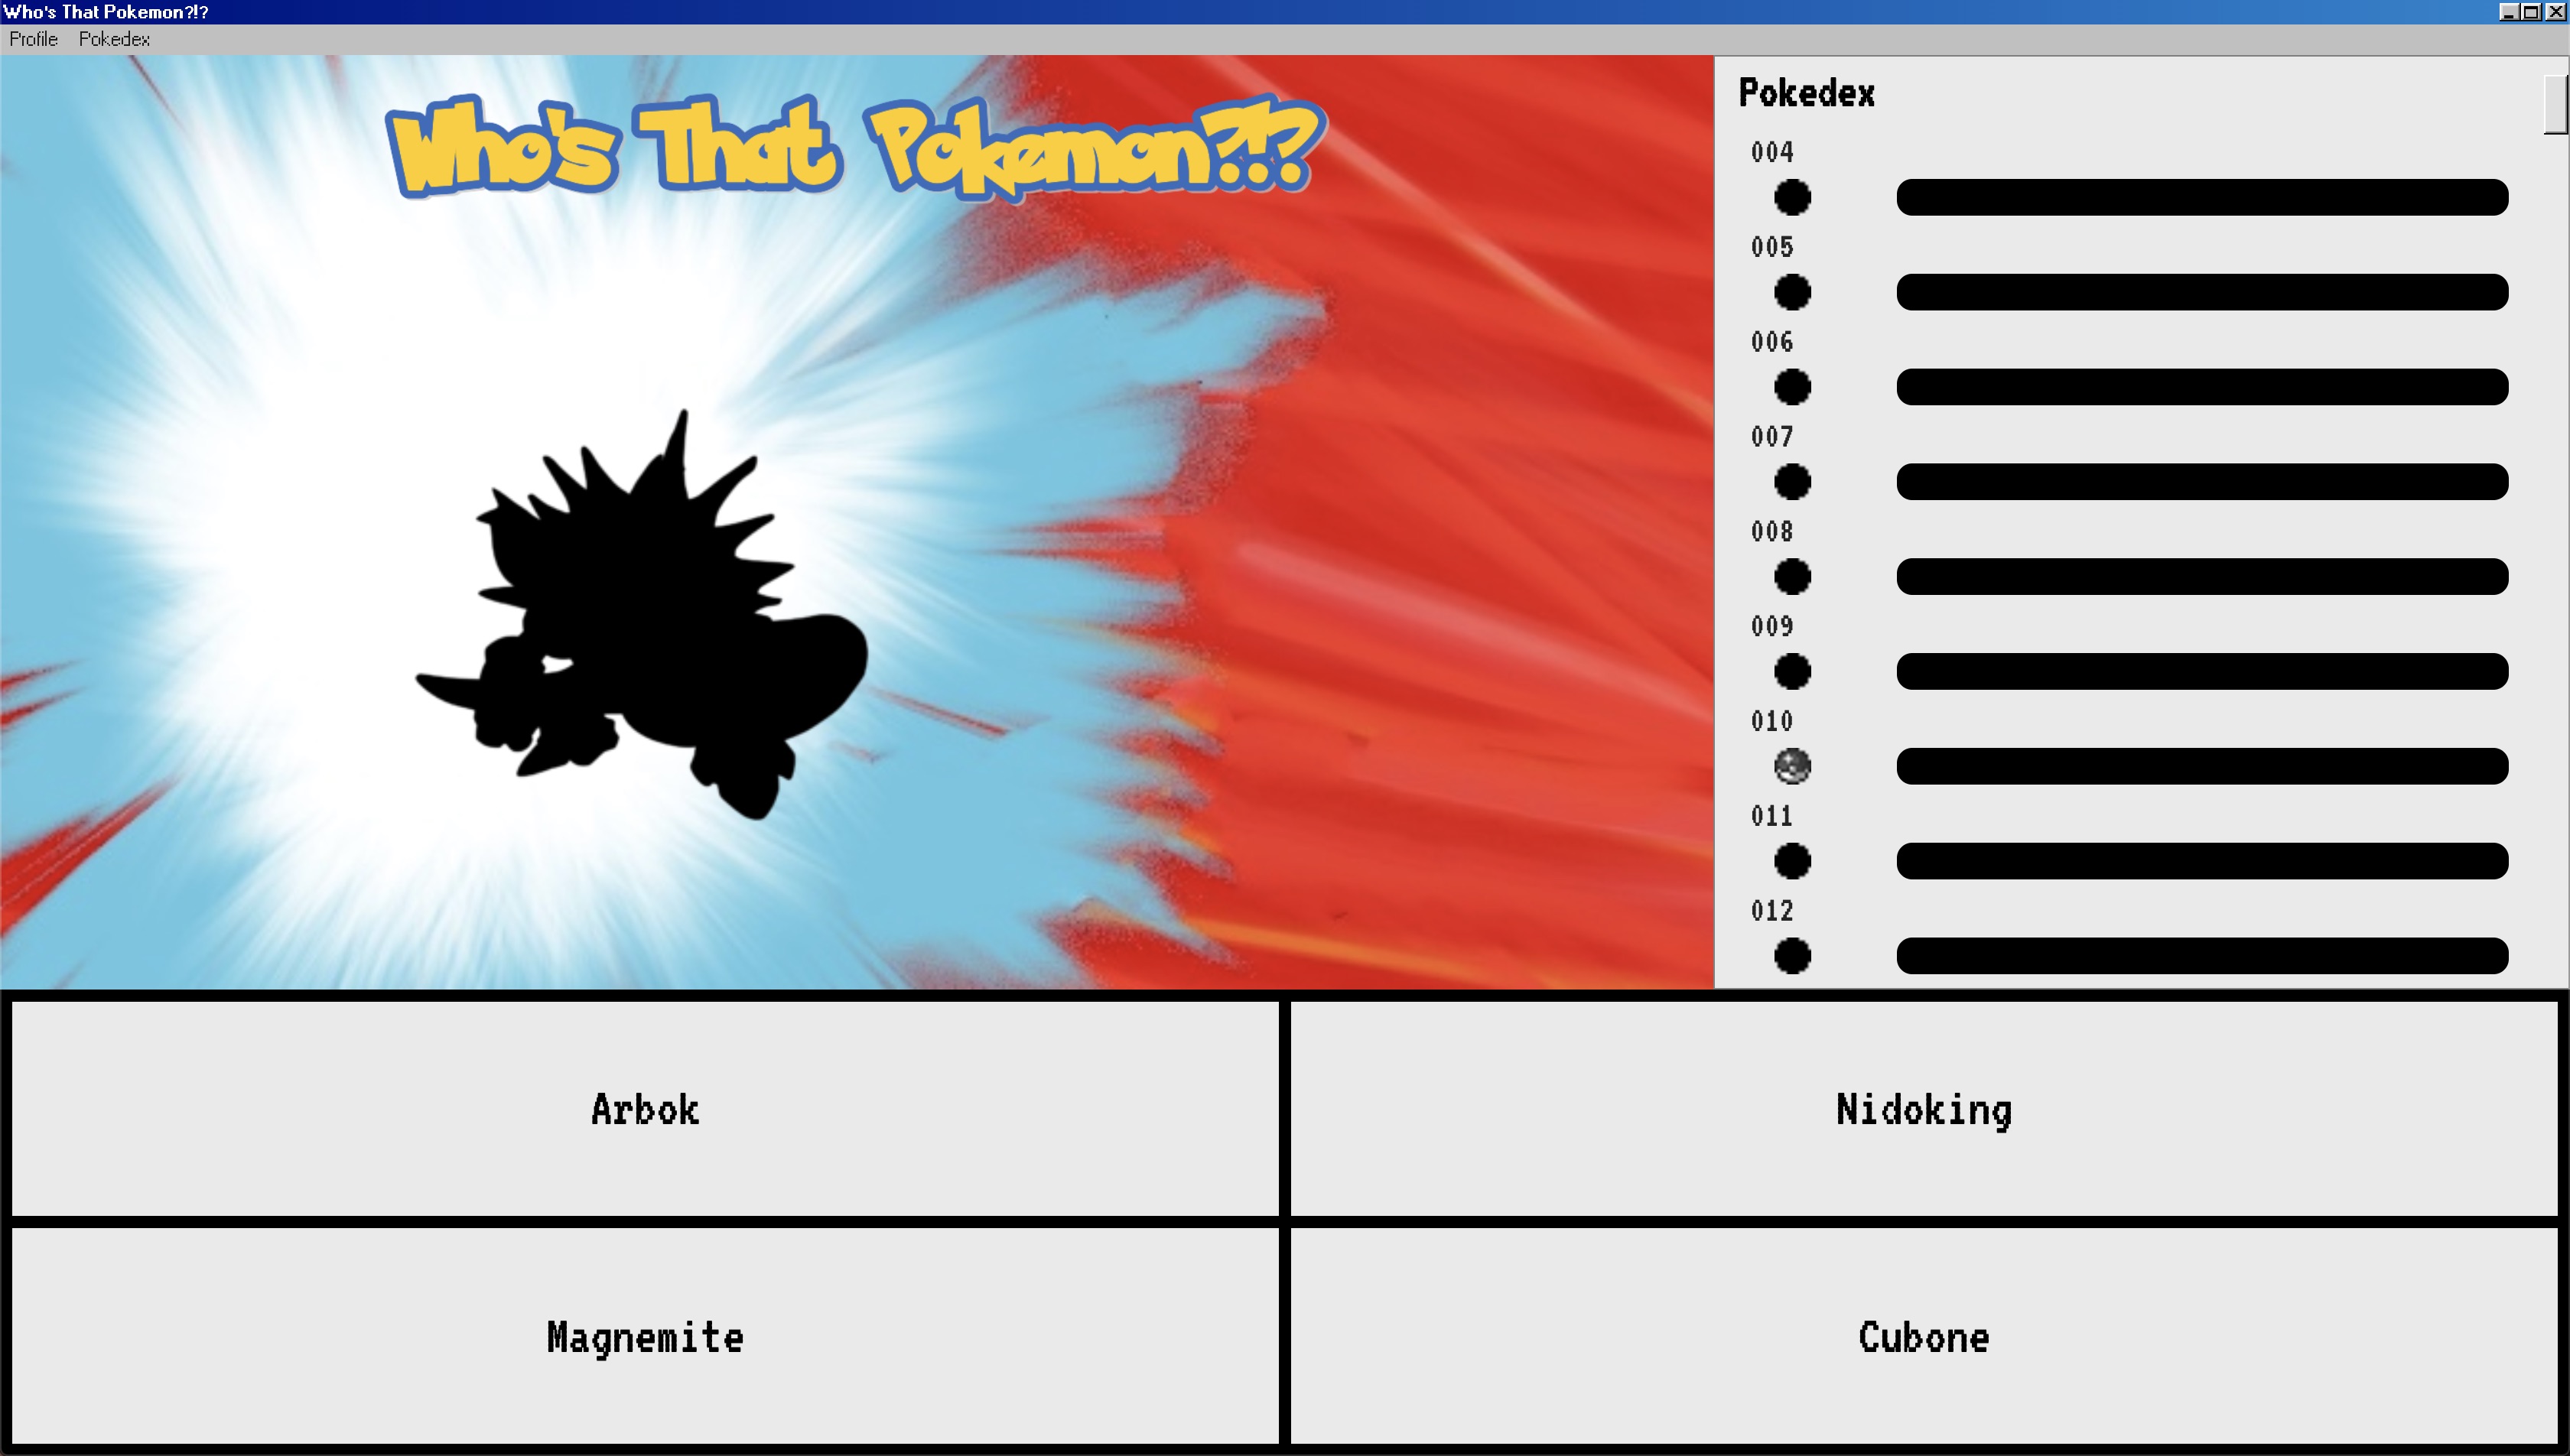 Who's That Pokemon?!?
Profile Pokedex
Who's That Pokemon?!?
Pokedex
004
005
006
007
008
009
010
011
012
Arbok
Nidoking
Magnemite
Cubone